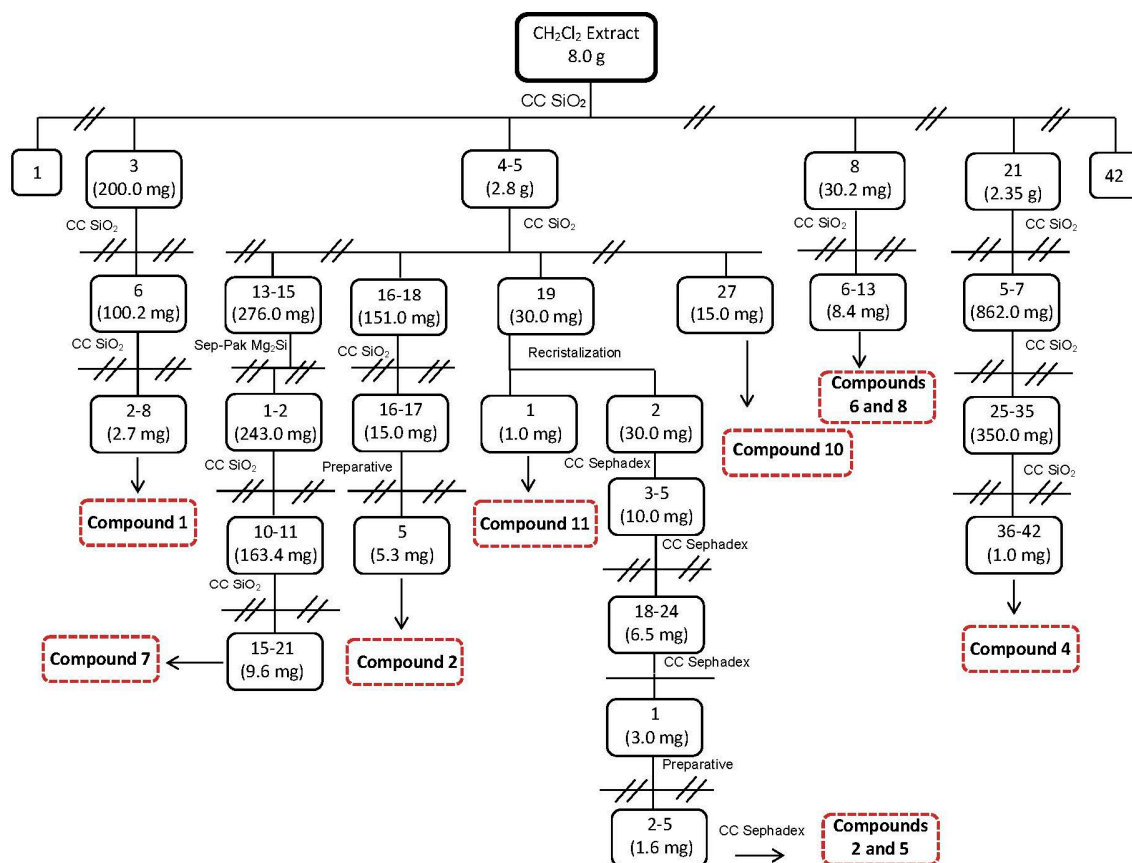 CH₂Cl₂ Extract
8.0 g
CC SiO₂
1
3
(200.0 mg)
4-5
(2.8 g)
8
(30.2 mg)
21
(2.35 g)
42
CC SiO₂
CC SiO₂
CC SiO₂
CC SiO₂
6
(100.2 mg)
13-15
(276.0 mg)
16-18
(151.0 mg)
19
(30.0 mg)
27
(15.0 mg)
6-13
(8.4 mg)
5-7
(862.0 mg)
CC SiO₂
Sep-Pak Mg₂Si
CC SiO₂
Recristalization
CC SiO₂
2-8
(2.7 mg)
1-2
(243.0 mg)
16-17
(15.0 mg)
1
(1.0 mg)
2
(30.0 mg)
Compounds
6 and 8
25-35
(350.0 mg)
Compound 10
CC SiO₂
Preparative
CC Sephadex
CC SiO₂
Compound 1
10-11
(163.4 mg)
5
(5.3 mg)
Compound 11
3-5
(10.0 mg)
36-42
(1.0 mg)
CC SiO₂
CC Sephadex
Compound 7
15-21
(9.6 mg)
Compound 2
18-24
(6.5 mg)
Compound 4
CC Sephadex
1
(3.0 mg)
Preparative
2-5
(1.6 mg)
CC Sephadex
Compounds
2 and 5